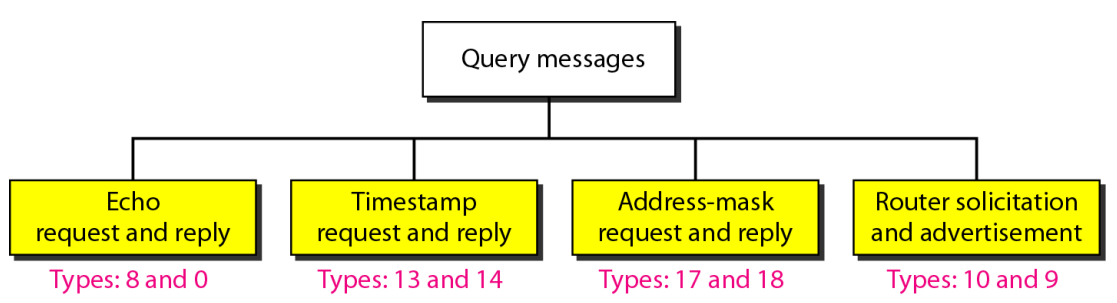 Query messages
Echo
request and reply
Timestamp
request and reply
Address-mask
request and reply
Router solicitation
and advertisement
Types: 8 and 0
Types: 13 and 14
Types: 17 and 18
Types: 10 and 9